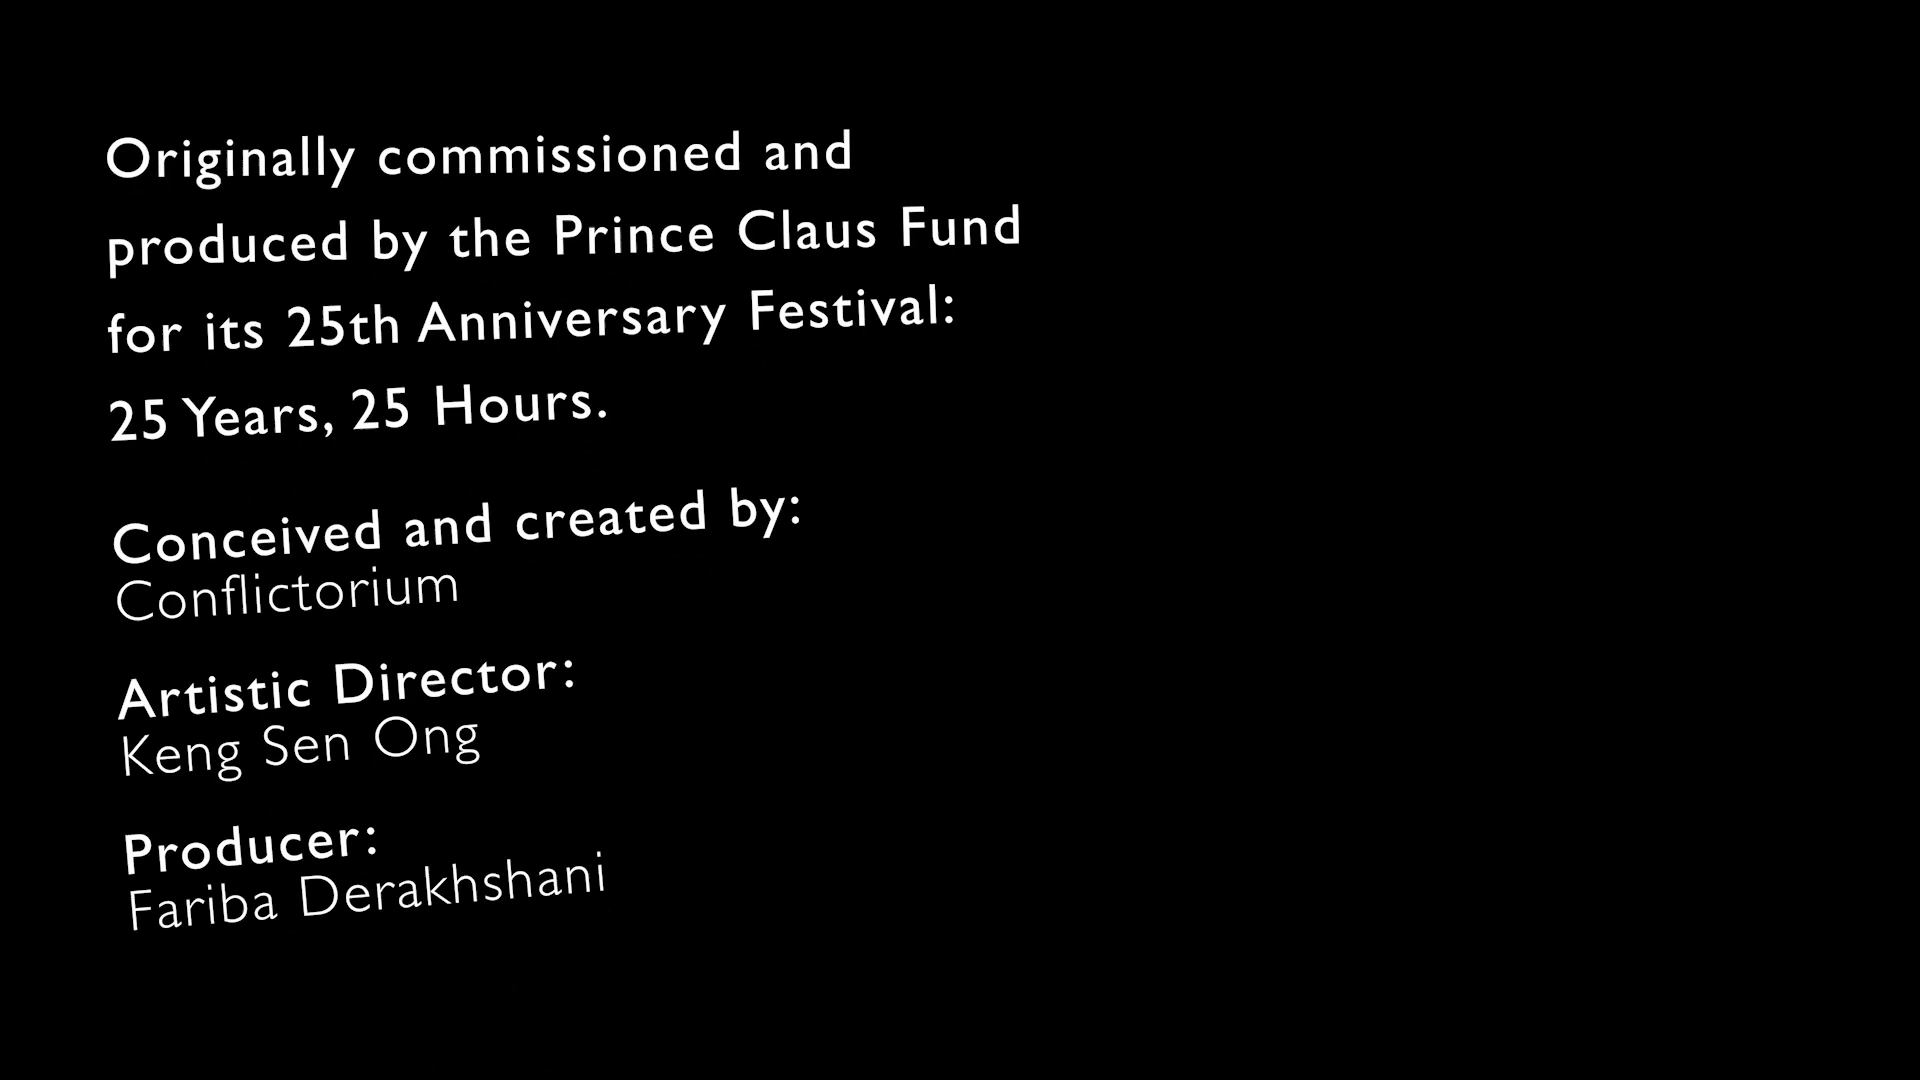 Originally commissioned and
produced by the Prince Claus Fund
for its 25th Anniversary Festival:
25 Years, 25 Hours.
Conceived and created by:
Conflictorium
Artistic Director:
Keng Sen Ong
Producer:
Fariba Derakhshani